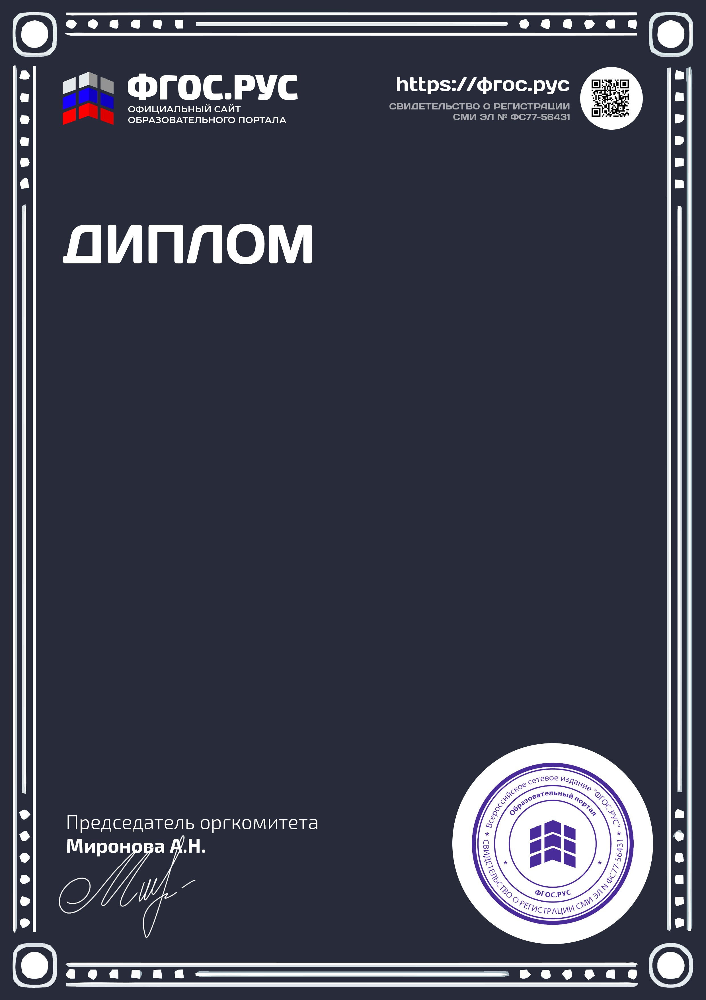 ФГОС.РУС
ОФИЦИАЛЬНЫЙ САЙТ
ОБРАЗОВАТЕЛЬНОГО ПОРТАЛА
https://фгос.рус
СВИДЕТЕЛЬСТВО О РЕГИСТРАЦИИ
СМИ ЭЛ № ФС77-56431
ДИПЛОМ
Председатель оргкомитета
Миронова А.Н.
* Всероссийское сетевое издание "ФГОС.РУС" *
СВИДЕТЕЛЬСТВО О РЕГИСТРАЦИИ СМИ ЭЛ N ФС77-56431
Образовательный портал
* ФГОС.РУС *